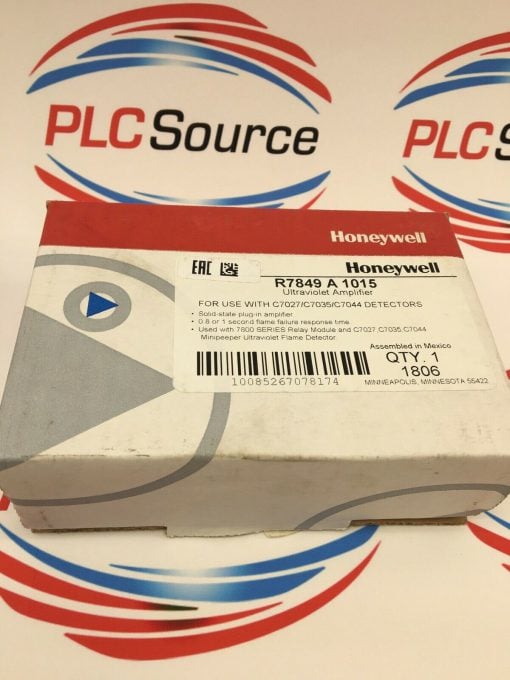 PLCSource
PLCSource
PLCS
Honeywell
EAC
Honeywell
R7849 A 1015
Ultraviolet Amplifier
FOR USE WITH C7027/C7035/C7044 DETECTORS
• Solid-state plug-in amplifier.
• 0.8 or 1 second flame failure response time.
• Used with 7800 SERIES Relay Module and C7027,C7035,C7044
Minipeeper Ultraviolet Flame Detector.
Assembled in Mexico
QTY. 1
1806
10085267078174
MINNEAPOLIS, MINNESOTA 55422